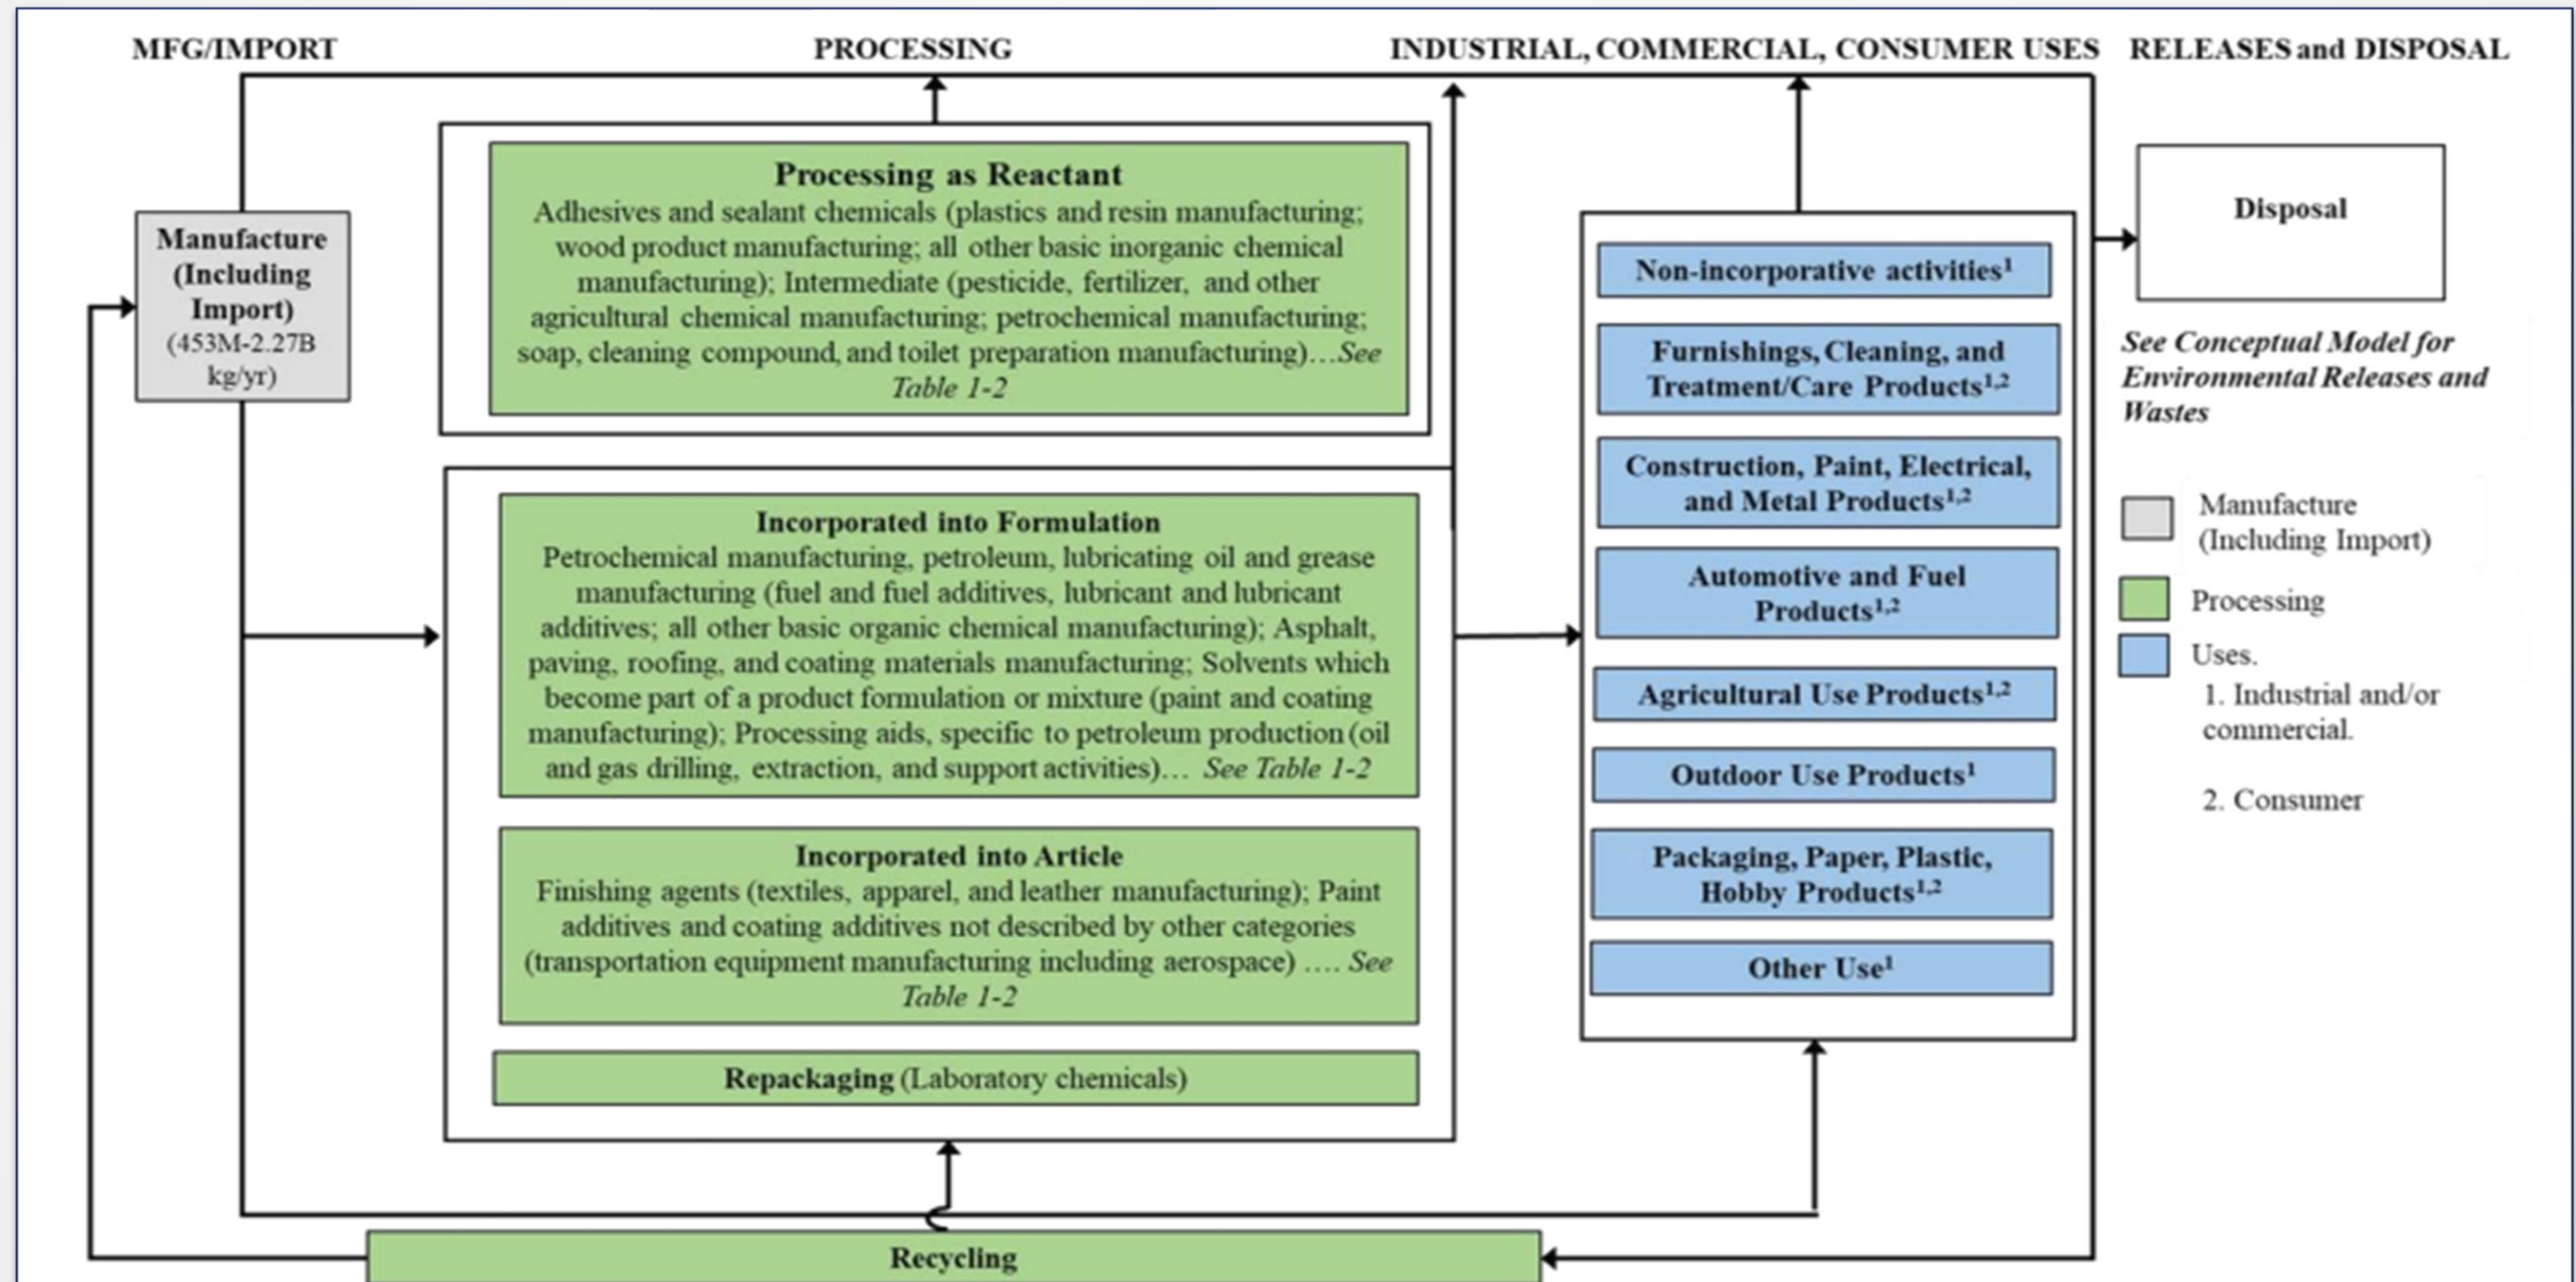 MFG/IMPORT
PROCESSING
INDUSTRIAL, COMMERCIAL, CONSUMER USES
RELEASES and DISPOSAL
Manufacture
(Including
Import)
(453M-2.27B
kg/yr)
Processing as Reactant
Adhesives and sealant chemicals (plastics and resin manufacturing;
wood product manufacturing; all other basic inorganic chemical
manufacturing); Intermediate (pesticide, fertilizer, and other
agricultural chemical manufacturing; petrochemical manufacturing;
soap, cleaning compound, and toilet preparation manufacturing)…See
Table 1-2
Incorporated into Formulation
Petrochemical manufacturing, petroleum, lubricating oil and grease
manufacturing (fuel and fuel additives, lubricant and lubricant
additives; all other basic organic chemical manufacturing); Asphalt,
paving, roofing, and coating materials manufacturing; Solvents which
become part of a product formulation or mixture (paint and coating
manufacturing); Processing aids, specific to petroleum production (oil
and gas drilling, extraction, and support activities)… See Table 1-2
Incorporated into Article
Finishing agents (textiles, apparel, and leather manufacturing); Paint
additives and coating additives not described by other categories
(transportation equipment manufacturing including aerospace) …. See
Table 1-2
Repackaging (Laboratory chemicals)
Recycling
Non-incorporative activities¹
Furnishings, Cleaning, and
Treatment/Care Products¹,²
Construction, Paint, Electrical,
and Metal Products¹,²
Automotive and Fuel
Products¹,²
Agricultural Use Products¹,²
Outdoor Use Products¹
Packaging, Paper, Plastic,
Hobby Products¹,²
Other Use¹
Disposal
See Conceptual Model for
Environmental Releases and
Wastes
Manufacture
(Including Import)
Processing
Uses.
1. Industrial and/or
commercial.
2. Consumer